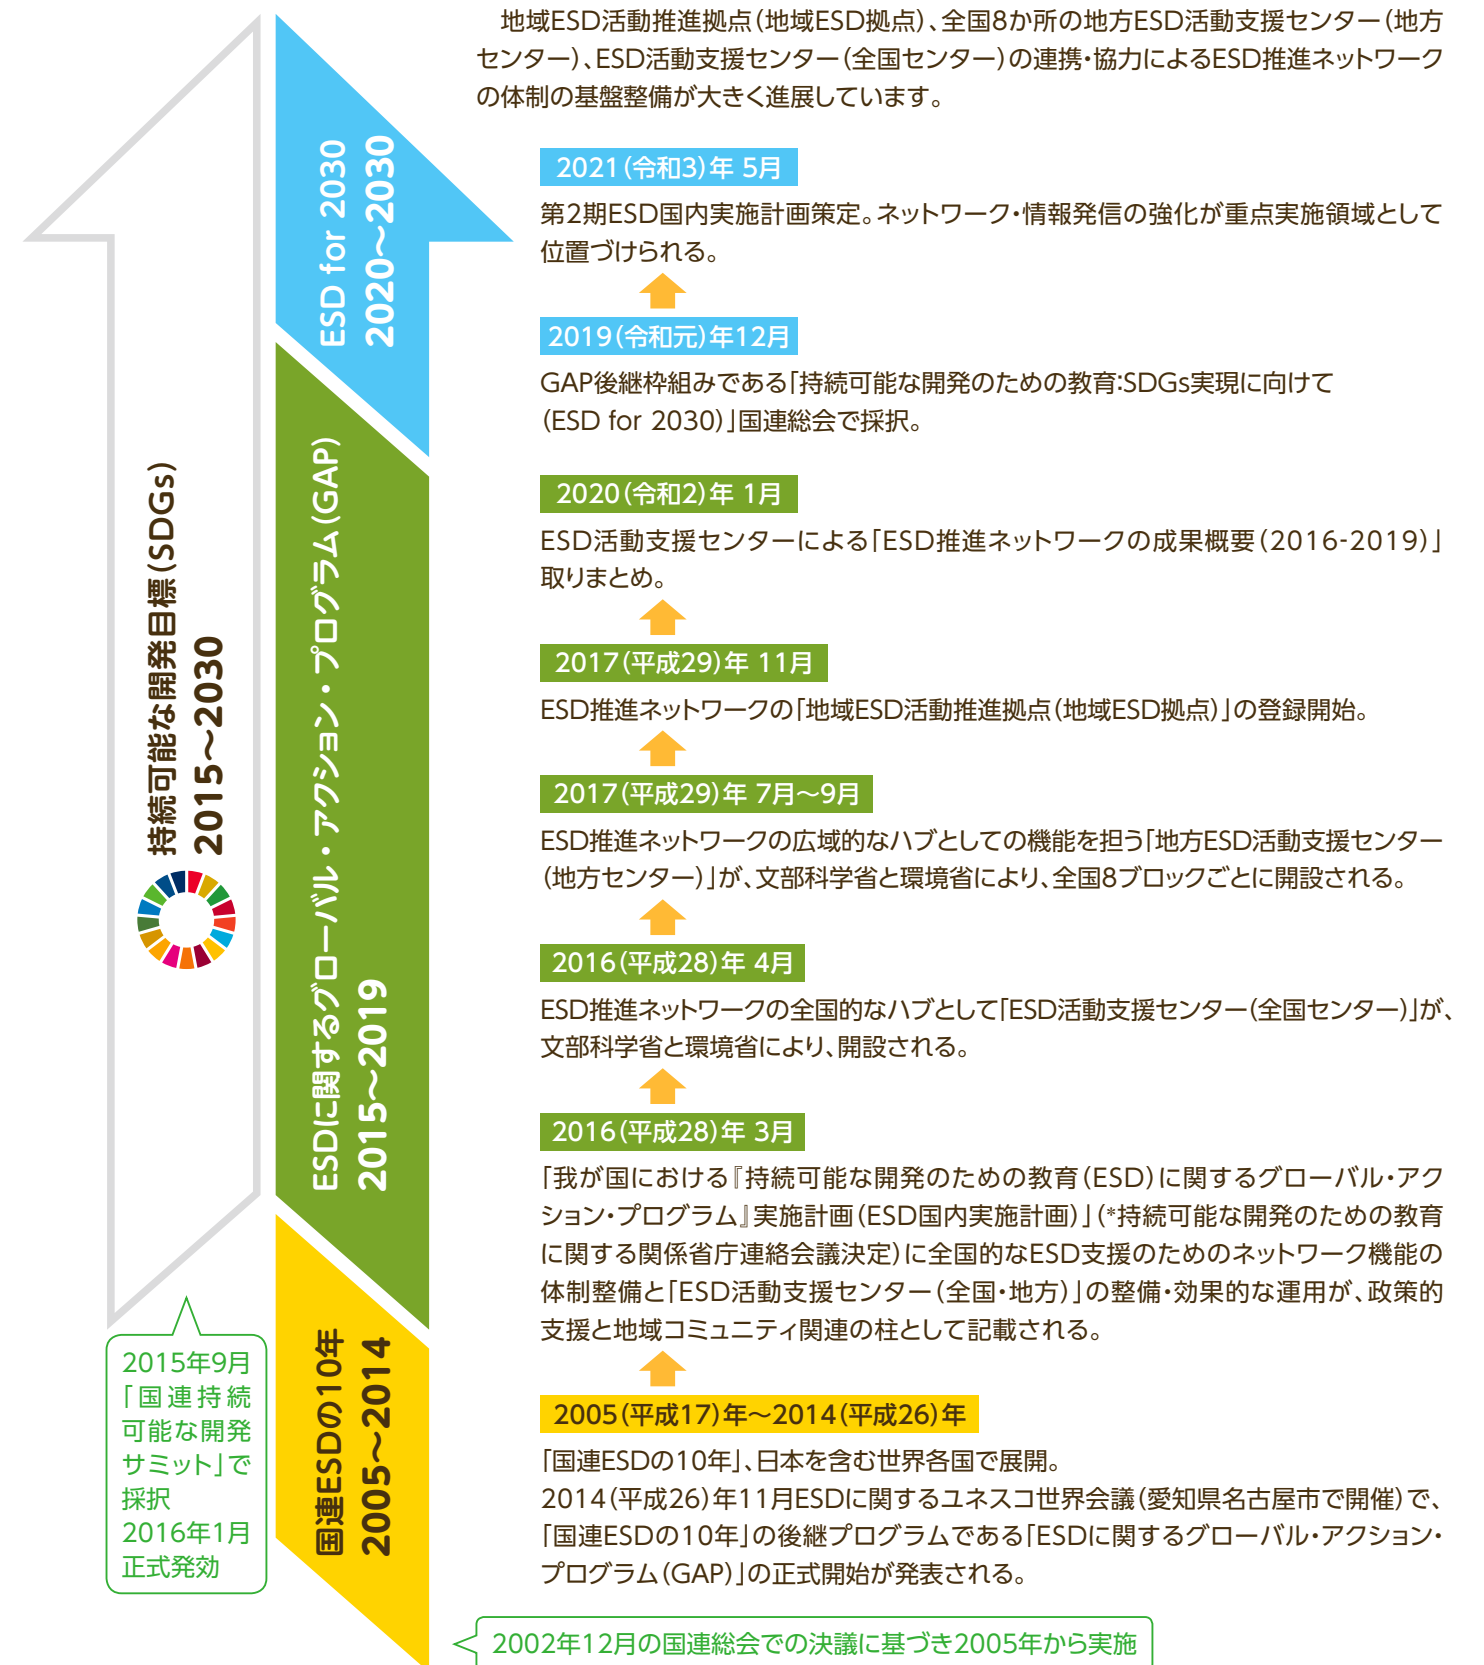 地域ESD活動推進拠点（地域ESD拠点）、全国8か所の地方ESD活動支援センター（地方
センター）、ESD活動支援センター（全国センター）の連携・協力によるESD推進ネットワーク
の体制の基盤整備が大きく進展しています。
2021（令和3）年 5月
第2期ESD国内実施計画策定。ネットワーク・情報発信の強化が重点実施領域として
位置づけられる。
2019（令和元）年12月
GAP後継枠組みである「持続可能な開発のための教育:SDGs実現に向けて
（ESD for 2030）」国連総会で採択。
2020（令和2）年 1月
ESD活動支援センターによる「ESD推進ネットワークの成果概要（2016-2019）」
取りまとめ。
2017（平成29）年 11月
ESD推進ネットワークの「地域ESD活動推進拠点（地域ESD拠点）」の登録開始。
2017（平成29）年 7月～9月
ESD推進ネットワークの広域的なハブとしての機能を担う「地方ESD活動支援センター
（地方センター）」が、文部科学省と環境省により、全国8ブロックごとに開設される。
2016（平成28）年 4月
ESD推進ネットワークの全国的なハブとして「ESD活動支援センター（全国センター）」が、
文部科学省と環境省により、開設される。
2016（平成28）年 3月
「我が国における『持続可能な開発のための教育（ESD）に関するグローバル・アク
ション・プログラム』実施計画（ESD国内実施計画）」（*持続可能な開発のための教育
に関する関係省庁連絡会議決定）に全国的なESD支援のためのネットワーク機能の
体制整備と「ESD活動支援センター（全国・地方）」の整備・効果的な運用が、政策的
支援と地域コミュニティ関連の柱として記載される。
2005（平成17）年～2014（平成26）年
「国連ESDの10年」、日本を含む世界各国で展開。
2014（平成26）年11月ESDに関するユネスコ世界会議（愛知県名古屋市で開催）で、
「国連ESDの10年」の後継プログラムである「ESDに関するグローバル・アクション・
プログラム（GAP）」の正式開始が発表される。
2002年12月の国連総会での決議に基づき2005年から実施
ESD for 2030
2020～2030
ESDに関するグローバル・アクション・プログラム（GAP）
2015～2019
国連ESDの10年
2005～2014
持続可能な開発目標（SDGs）
2015～2030
2015年9月
「国連持続
可能な開発
サミット」で
採択
2016年1月
正式発効